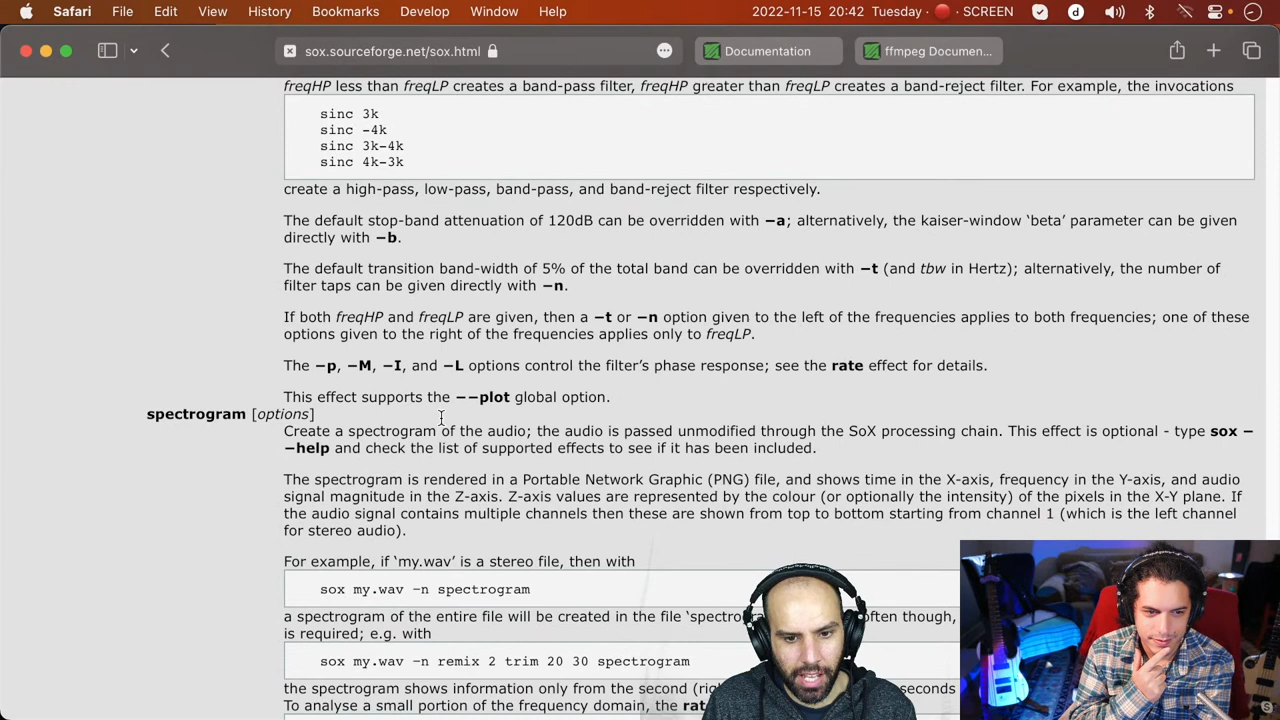 Safari File Edit View History Bookmarks Develop Window Help 2022-11-15 20:42 Tuesday SCREEN
sox.sourceforge.net/sox.html Documentation ffmpeg Documen...
freqHP less than freqLP creates a band-pass filter, freqHP greater than freqLP creates a band-reject filter. For example, the invocations
sinc 3k
sinc -4k
sinc 3k-4k
sinc 4k-3k
create a high-pass, low-pass, band-pass, and band-reject filter respectively.
The default stop-band attenuation of 120dB can be overridden with −a; alternatively, the kaiser-window ‘beta’ parameter can be given
directly with −b.
The default transition band-width of 5% of the total band can be overridden with −t (and tbw in Hertz); alternatively, the number of
filter taps can be given directly with −n.
If both freqHP and freqLP are given, then a −t or −n option given to the left of the frequencies applies to both frequencies; one of these
options given to the right of the frequencies applies only to freqLP.
The −p, −M, −I, and −L options control the filter’s phase response; see the rate effect for details.
This effect supports the −−plot global option.
spectrogram [options]
Create a spectrogram of the audio; the audio is passed unmodified through the SoX processing chain. This effect is optional - type sox −
−help and check the list of supported effects to see if it has been included.
The spectrogram is rendered in a Portable Network Graphic (PNG) file, and shows time in the X-axis, frequency in the Y-axis, and audio
signal magnitude in the Z-axis. Z-axis values are represented by the colour (or optionally the intensity) of the pixels in the X-Y plane. If
the audio signal contains multiple channels then these are shown from top to bottom starting from channel 1 (which is the left channel
for stereo audio).
For example, if ‘my.wav’ is a stereo file, then with
sox my.wav −n spectrogram
a spectrogram of the entire file will be created in the file often though,
is required; e.g. with
sox my.wav −n remix 2 trim 20 30 spectrogram
the spectrogram shows information only from the second
To analyse a small portion of the frequency domain, the